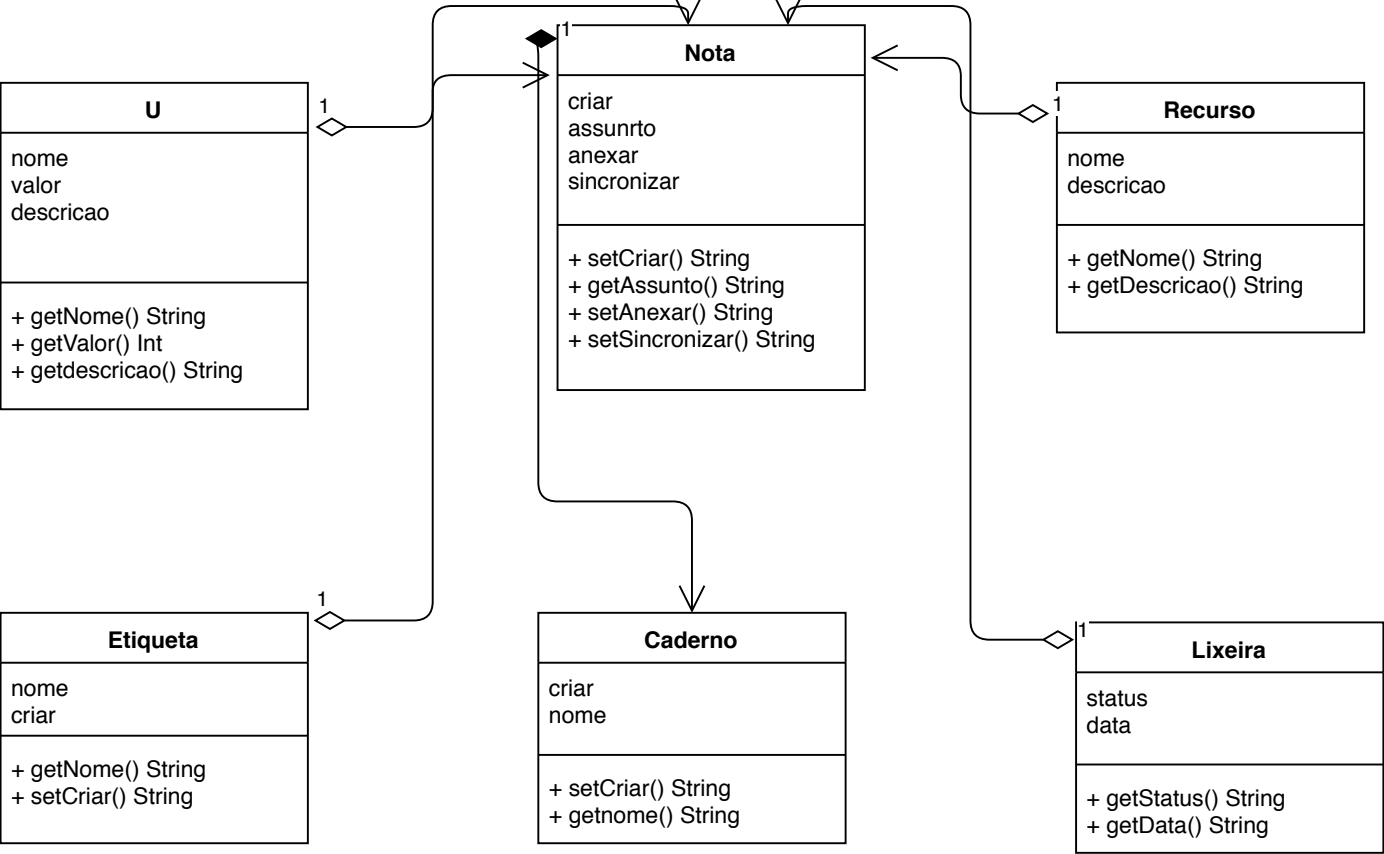 1
Nota
criar
assunrto
anexar
sincronizar
+ setCriar() String
+ getAssunto() String
+ setAnexar() String
+ setSincronizar() String
1
U
nome
valor
descricao
+ getNome() String
+ getValor() Int
+ getdescricao() String
1
Recurso
nome
descricao
+ getNome() String
+ getDescricao() String
1
Etiqueta
nome
criar
+ getNome() String
+ setCriar() String
Caderno
criar
nome
+ setCriar() String
+ getnome() String
1
Lixeira
status
data
+ getStatus() String
+ getData() String